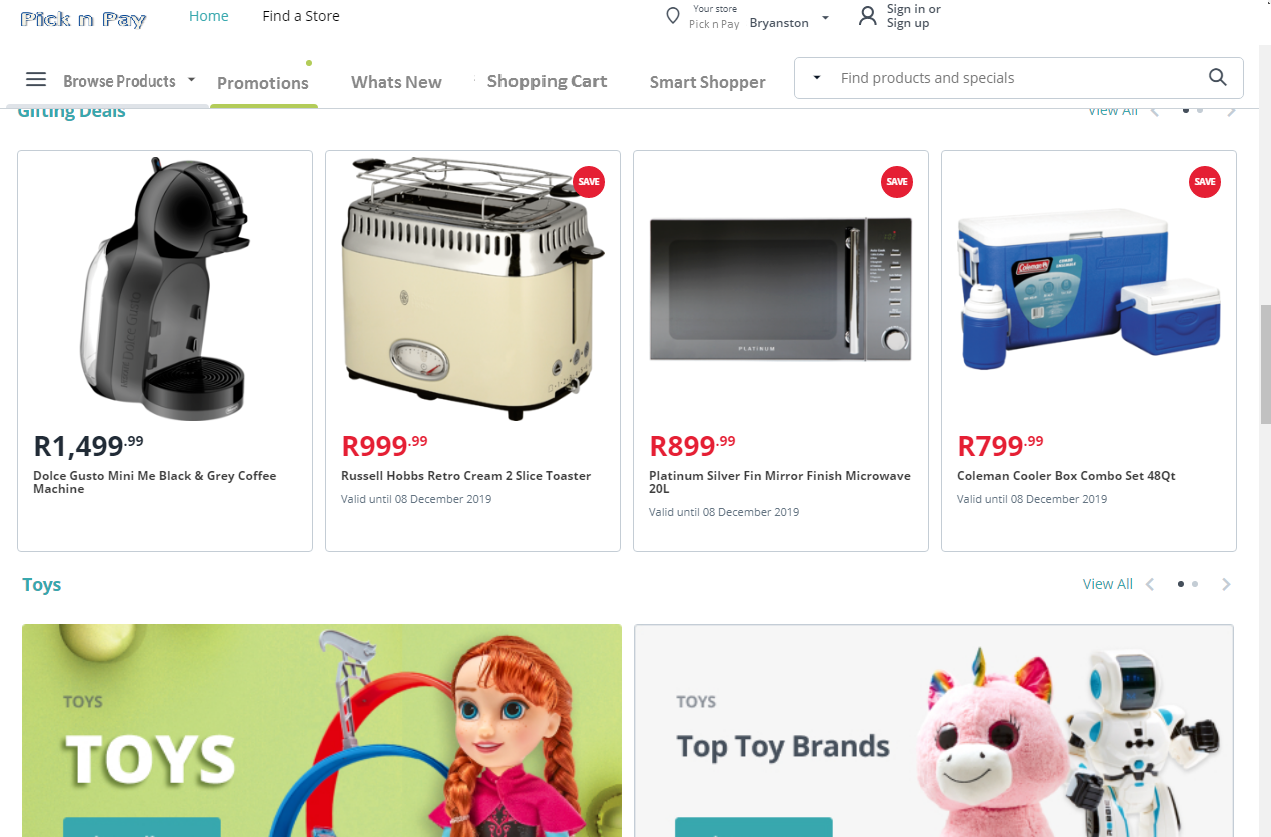 Pick n Pay
Home
Find a Store
Your store
Pick n Pay
Bryanston
Sign in or
Sign up
Browse Products
Promotions
Whats New
Shopping Cart
Smart Shopper
Find products and specials
Gifting Deals
View All
SAVE
SAVE
SAVE
Coleman
PLATINUM
R1,499.99
Dolce Gusto Mini Me Black & Grey Coffee
Machine
R999.99
Russell Hobbs Retro Cream 2 Slice Toaster
Valid until 08 December 2019
R899.99
Platinum Silver Fin Mirror Finish Microwave
20L
Valid until 08 December 2019
R799.99
Coleman Cooler Box Combo Set 48Qt
Valid until 08 December 2019
Toys
View All
TOYS
TOYS
TOYS
Top Toy Brands